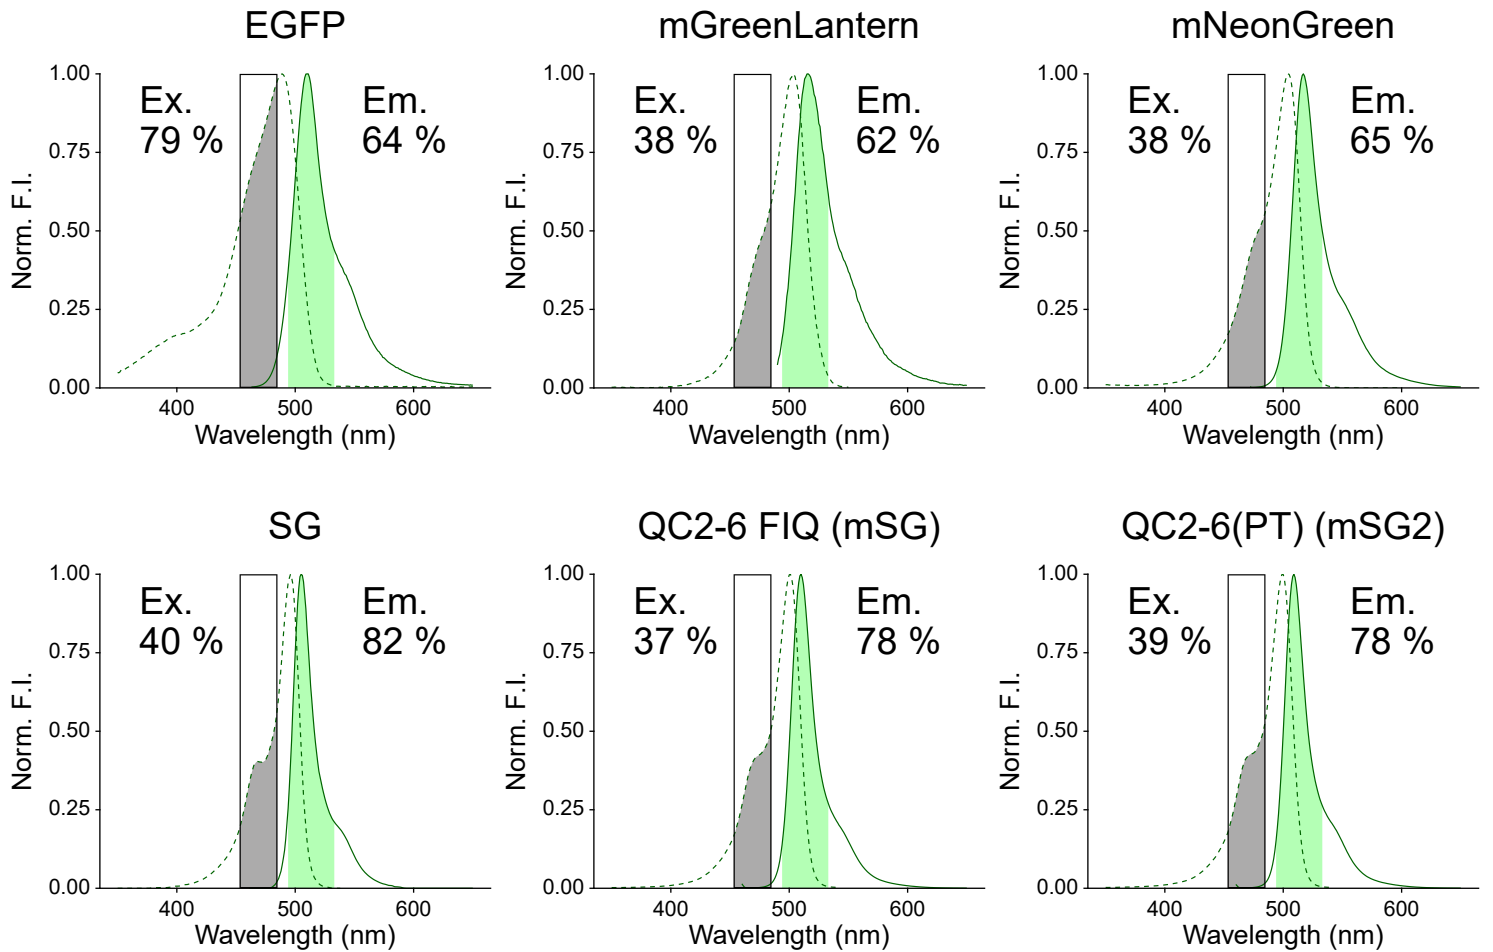 EGFP
mGreenLantern
mNeonGreen
Norm. F.I.
1.00
0.75
0.50
0.25
0.00
Ex.
79 %
Em.
64 %
400
500
600
Wavelength (nm)
Norm. F.I.
1.00
0.75
0.50
0.25
0.00
Ex.
38 %
Em.
62 %
400
500
600
Wavelength (nm)
Norm. F.I.
1.00
0.75
0.50
0.25
0.00
Ex.
38 %
Em.
65 %
400
500
600
Wavelength (nm)
SG
QC2-6 FIQ (mSG)
QC2-6(PT) (mSG2)
Norm. F.I.
1.00
0.75
0.50
0.25
0.00
Ex.
40 %
Em.
82 %
400
500
600
Wavelength (nm)
Norm. F.I.
1.00
0.75
0.50
0.25
0.00
Ex.
37 %
Em.
78 %
400
500
600
Wavelength (nm)
Norm. F.I.
1.00
0.75
0.50
0.25
0.00
Ex.
39 %
Em.
78 %
400
500
600
Wavelength (nm)